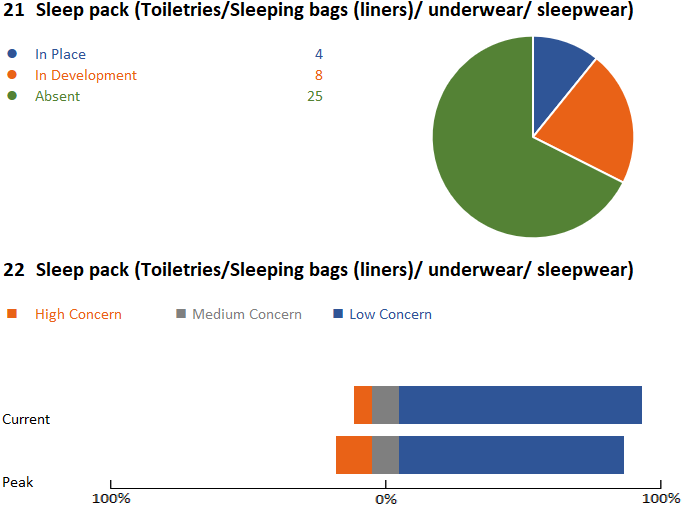 21 Sleep pack (Toiletries/Sleeping bags (liners)/ underwear/ sleepwear)
In Place 4
In Development 8
Absent 25
22 Sleep pack (Toiletries/Sleeping bags (liners)/ underwear/ sleepwear)
High Concern Medium Concern Low Concern
Current
Peak
100% 0% 100%